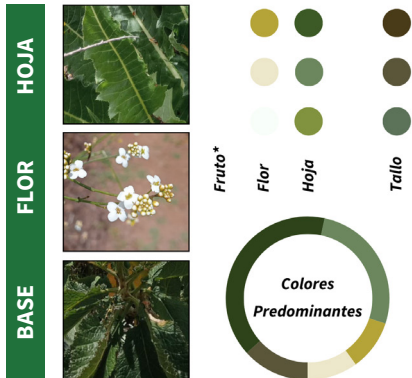 HOJA
FLOR
BASE
Fruto*
Flor
Hoja
Tallo
Colores
Predominantes